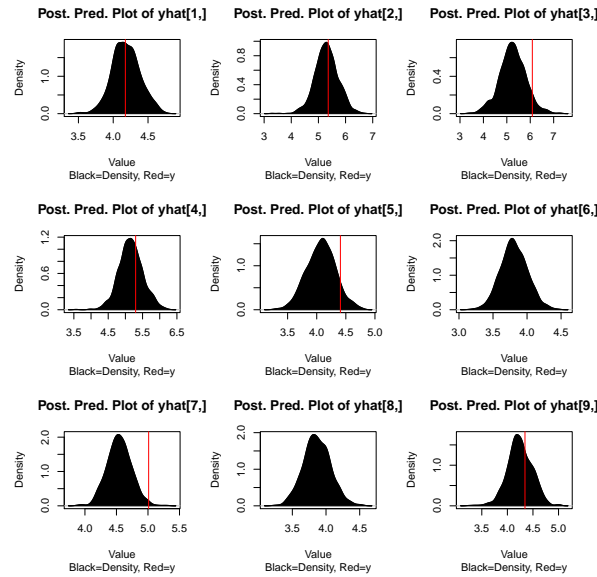 Post. Pred. Plot of yhat[1,]
Density
0.0 1.0
3.5 4.0 4.5
Value
Black=Density, Red=y
Post. Pred. Plot of yhat[2,]
Density
0.0 0.4 0.8
3 4 5 6 7
Value
Black=Density, Red=y
Post. Pred. Plot of yhat[3,]
Density
0.0 0.4
3 4 5 6 7
Value
Black=Density, Red=y
Post. Pred. Plot of yhat[4,]
Density
0.0 0.6 1.2
3.5 4.5 5.5 6.5
Value
Black=Density, Red=y
Post. Pred. Plot of yhat[5,]
Density
0.0 1.0
3.5 4.0 4.5 5.0
Value
Black=Density, Red=y
Post. Pred. Plot of yhat[6,]
Density
0.0 1.0 2.0
3.0 3.5 4.0 4.5
Value
Black=Density, Red=y
Post. Pred. Plot of yhat[7,]
Density
0.0 1.0 2.0
4.0 4.5 5.0 5.5
Value
Black=Density, Red=y
Post. Pred. Plot of yhat[8,]
Density
0.0 1.0 2.0
3.5 4.0 4.5
Value
Black=Density, Red=y
Post. Pred. Plot of yhat[9,]
Density
0.0 1.0
3.5 4.0 4.5 5.0
Value
Black=Density, Red=y